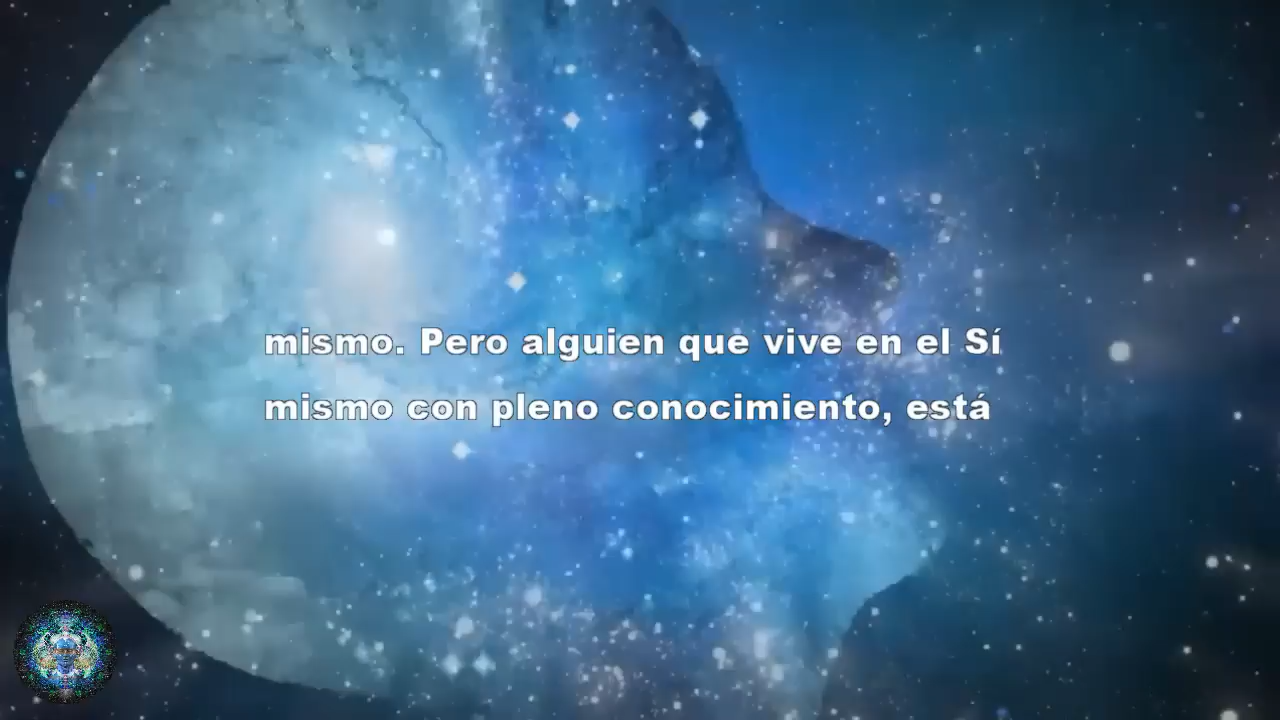 mismo. Pero alguien que vive en el Sí
mismo con pleno conocimiento, está